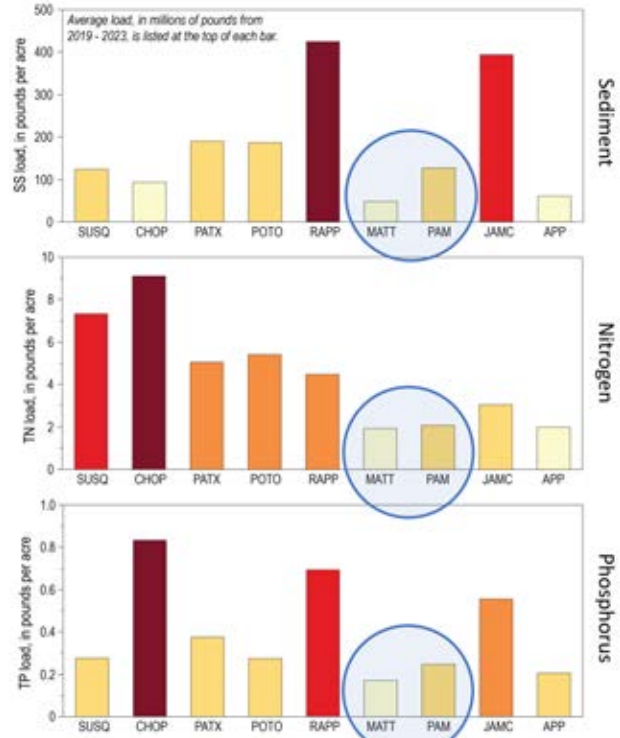 Average load, in millions of pounds from
2019 - 2023, is listed at the top of each bar.
SS load, in pounds per acre
500
400
300
200
100
0
SUSQ CHOP PATX POTO RAPP MATT PAM JAMC APP
Sediment
TN load, in pounds per acre
10
8
6
4
2
0
SUSQ CHOP PATX POTO RAPP MATT PAM JAMC APP
Nitrogen
TP load, in pounds per acre
1.0
0.8
0.6
0.4
0.2
0
SUSQ CHOP PATX POTO RAPP MATT PAM JAMC APP
Phosphorus